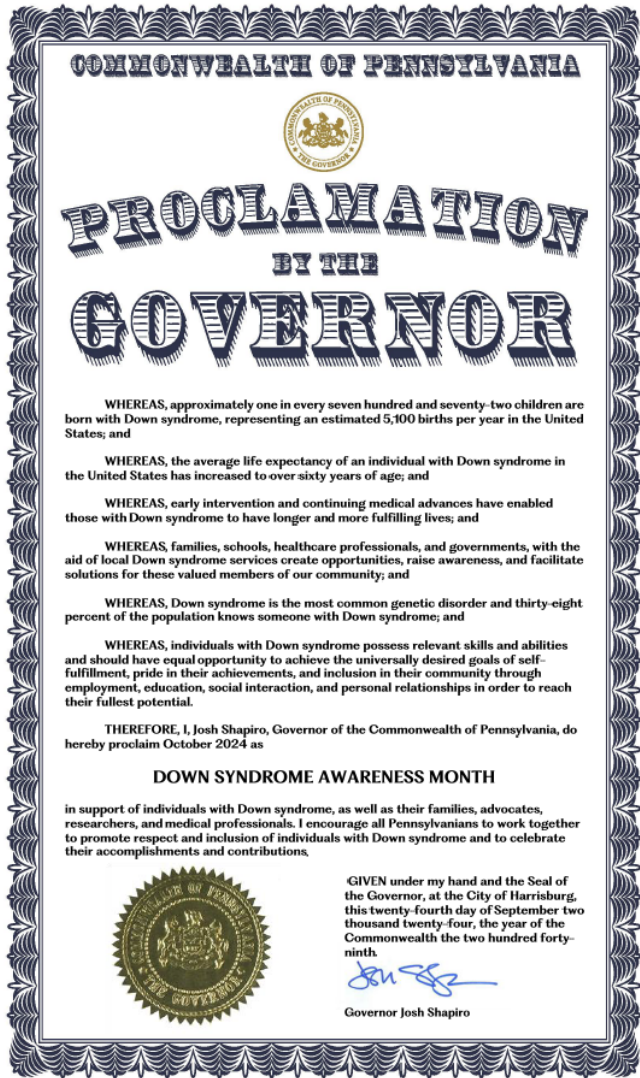 COMMONWEALTH OF PENNSYLVANIA
COMMONWEALTH OF PENNSYLVANIA
THE GOVERNOR
PROCLAMATION
BY THE
GOVERNOR
WHEREAS, approximately one in every seven hundred and seventy-two children are
born with Down syndrome, representing an estimated 5,100 births per year in the United
States; and
WHEREAS, the average life expectancy of an individual with Down syndrome in
the United States has increased to over sixty years of age; and
WHEREAS, early intervention and continuing medical advances have enabled
those with Down syndrome to have longer and more fulfilling lives; and
WHEREAS, families, schools, healthcare professionals, and governments, with the
aid of local Down syndrome services create opportunities, raise awareness, and facilitate
solutions for these valued members of our community; and
WHEREAS, Down syndrome is the most common genetic disorder and thirty-eight
percent of the population knows someone with Down syndrome; and
WHEREAS, individuals with Down syndrome possess relevant skills and abilities
and should have equal opportunity to achieve the universally desired goals of self-
fulfillment, pride in their achievements, and inclusion in their community through
employment, education, social interaction, and personal relationships in order to reach
their fullest potential.
THEREFORE, I, Josh Shapiro, Governor of the Commonwealth of Pennsylvania, do
hereby proclaim October 2024 as
DOWN SYNDROME AWARENESS MONTH
in support of individuals with Down syndrome, as well as their families, advocates,
researchers, and medical professionals. I encourage all Pennsylvanians to work together
to promote respect and inclusion of individuals with Down syndrome and to celebrate
their accomplishments and contributions.
COMMONWEALTH OF PENNSYLVANIA
THE GOVERNOR
GIVEN under my hand and the Seal of
the Governor, at the City of Harrisburg,
this twenty-fourth day of September two
thousand twenty-four, the year of the
Commonwealth the two hundred forty-
ninth.
Governor Josh Shapiro